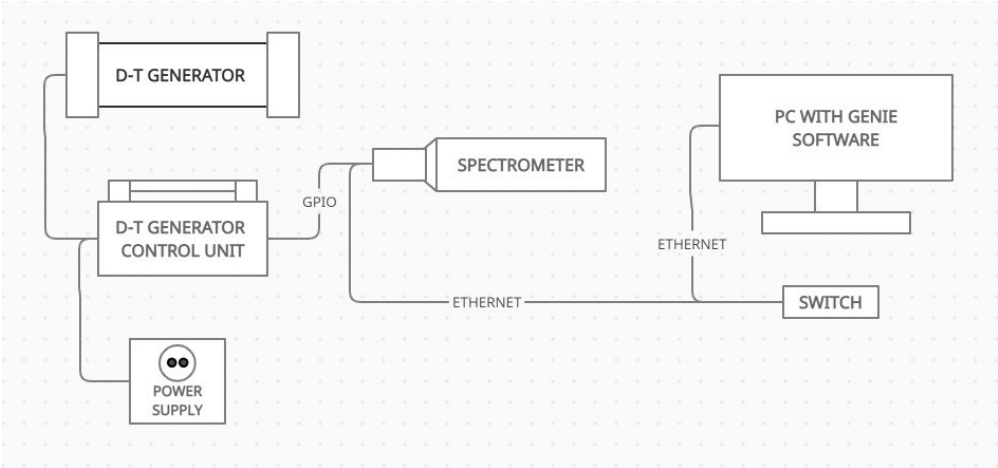 D-T GENERATOR
PC WITH GENIE
SOFTWARE
SPECTROMETER
GPIO
D-T GENERATOR
CONTROL UNIT
ETHERNET
ETHERNET
SWITCH
POWER
SUPPLY